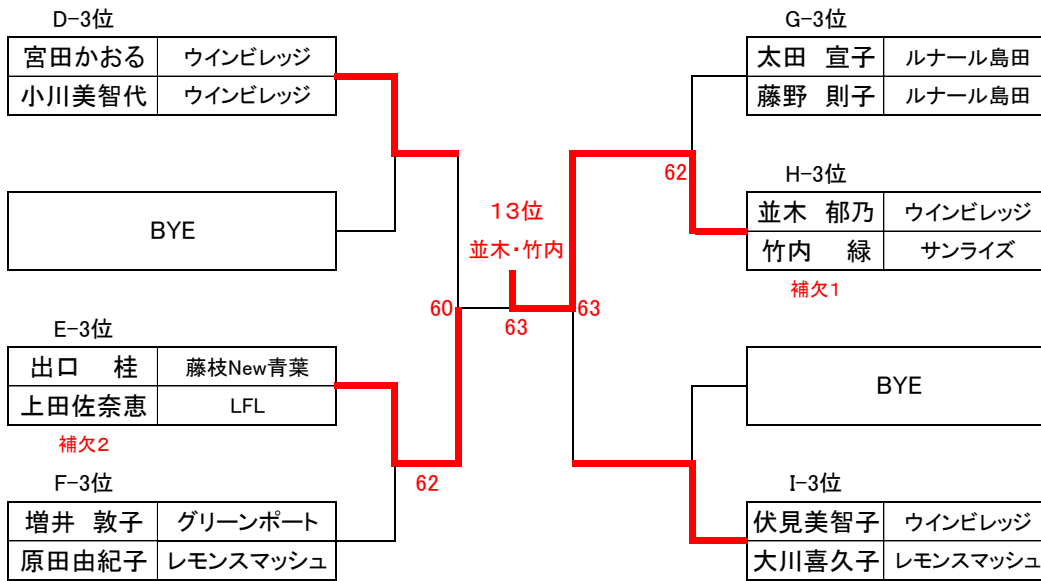 D-3位
宮田かおる ウインビレッジ
小川美智代 ウインビレッジ
BYE
E-3位
出口　桂 藤枝New青葉
上田佐奈恵 LFL
補欠2
F-3位
増井　敦子 グリーンポート
原田由紀子 レモンスマッシュ
60
62
13位
並木・竹内
63
63
62
G-3位
太田　宣子 ルナール島田
藤野　則子 ルナール島田
H-3位
並木　郁乃 ウインビレッジ
竹内　緑 サンライズ
補欠1
BYE
I-3位
伏見美智子 ウインビレッジ
大川喜久子 レモンスマッシュ